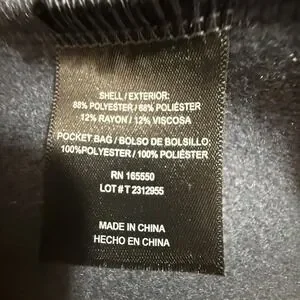 SHELL / EXTERIOR:
88% POLYESTER / 88% POLIÉSTER
12% RAYON / 12% VISCOSA
POCKET BAG / BOLSO DE BOLSILLO:
100%POLYESTER / 100% POLIÉSTER
RN 165550
LOT # T 2312955
MADE IN CHINA
HECHO EN CHINA